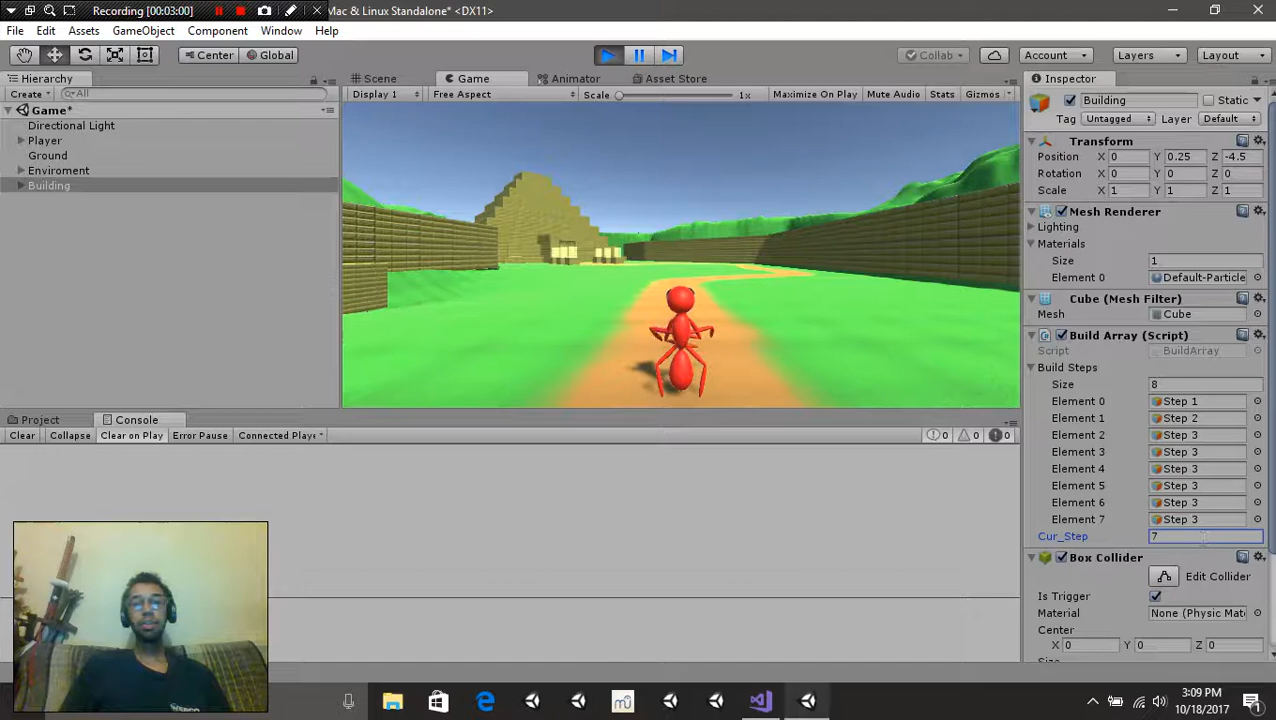 Recording [00:03:00]
Mac & Linux Standalone* <DX11>
File Edit Assets GameObject Component Window Help
Center Global Collab Account Layers Layout
Hierarchy
Create All
Game*
Directional Light
Player
Ground
Enviroment
Building
Scene Game Animator Asset Store
Display 1 Free Aspect Scale 1x Maximize On Play Mute Audio Stats Gizmos
Project Console
Clear Collapse Clear on Play Error Pause Connected Playe
0 0 0
Inspector
Building Static
Tag Untagged Layer Default
Transform
Position X 0 Y 0.25 Z -4.5
Rotation X 0 Y 0 Z 0
Scale X 1 Y 1 Z 1
Mesh Renderer
Lighting
Materials
Size 1
Element 0 Default-Particle
Cube (Mesh Filter)
Mesh Cube
Build Array (Script)
Script BuildArray
Build Steps
Size 8
Element 0 Step 1
Element 1 Step 2
Element 2 Step 3
Element 3 Step 3
Element 4 Step 3
Element 5 Step 3
Element 6 Step 3
Element 7 Step 3
Cur_Step 7
Box Collider
Edit Collider
Is Trigger
Material None (Physic Mat
Center
X 0 Y 0 Z 0
3:09 PM
10/18/2017